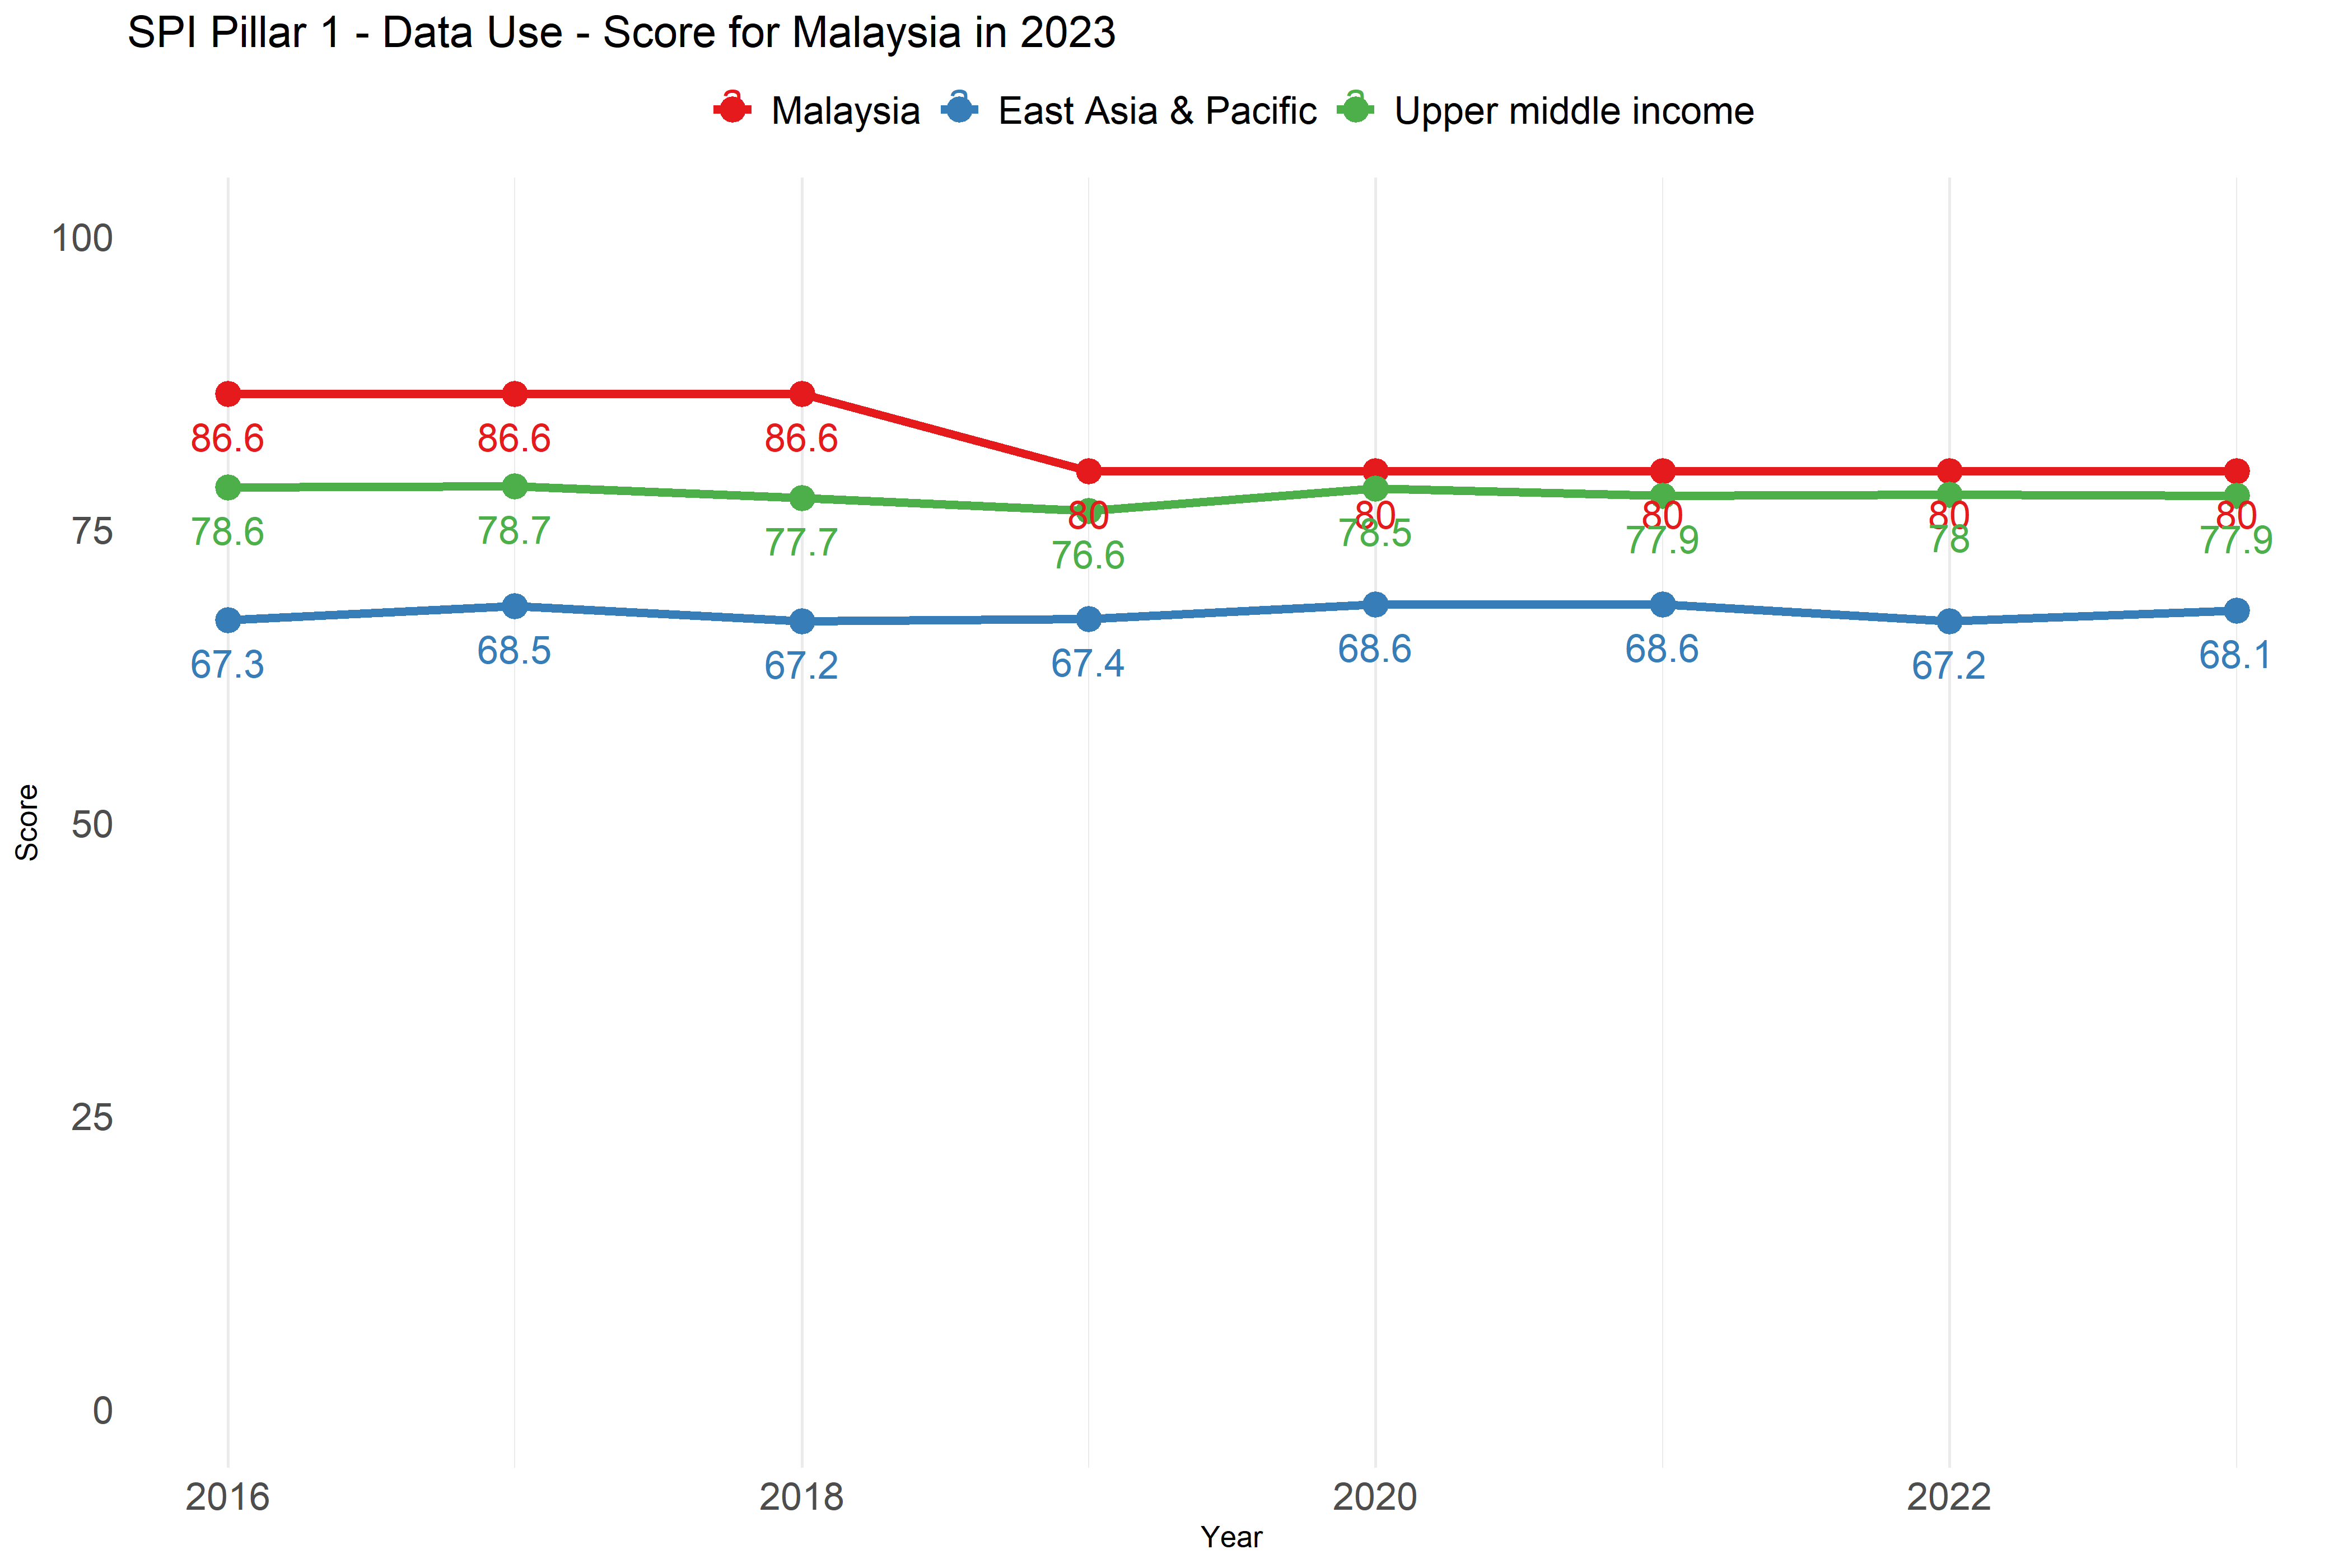 SPI Pillar 1 - Data Use - Score for Malaysia in 2023
Malaysia East Asia & Pacific Upper middle income
100
75
50
25
0
Score
86.6 86.6 86.6 80 80 80 80 80
78.6 78.7 77.7 76.6 78.5 77.9 78 77.9
67.3 68.5 67.2 67.4 68.6 68.6 67.2 68.1
2016 2018 2020 2022
Year